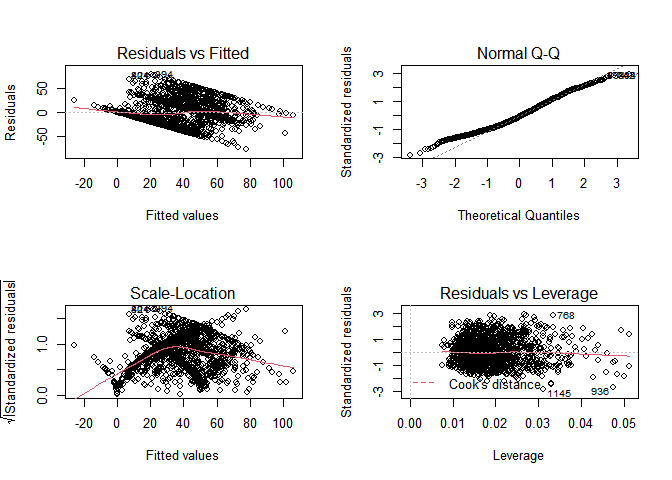 Residuals vs Fitted
Residuals
50
0
-50
-20 0 20 40 60 80 100
Fitted values
Normal Q-Q
Standardized residuals
3
1
-1
-3
-3 -2 -1 0 1 2 3
Theoretical Quantiles
Scale-Location
√|Standardized residuals|
1.0
0.0
-20 0 20 40 60 80 100
Fitted values
Residuals vs Leverage
Standardized residuals
3
1
-1
-3
768
Cook's distance
1145
936
0.00 0.01 0.02 0.03 0.04 0.05
Leverage